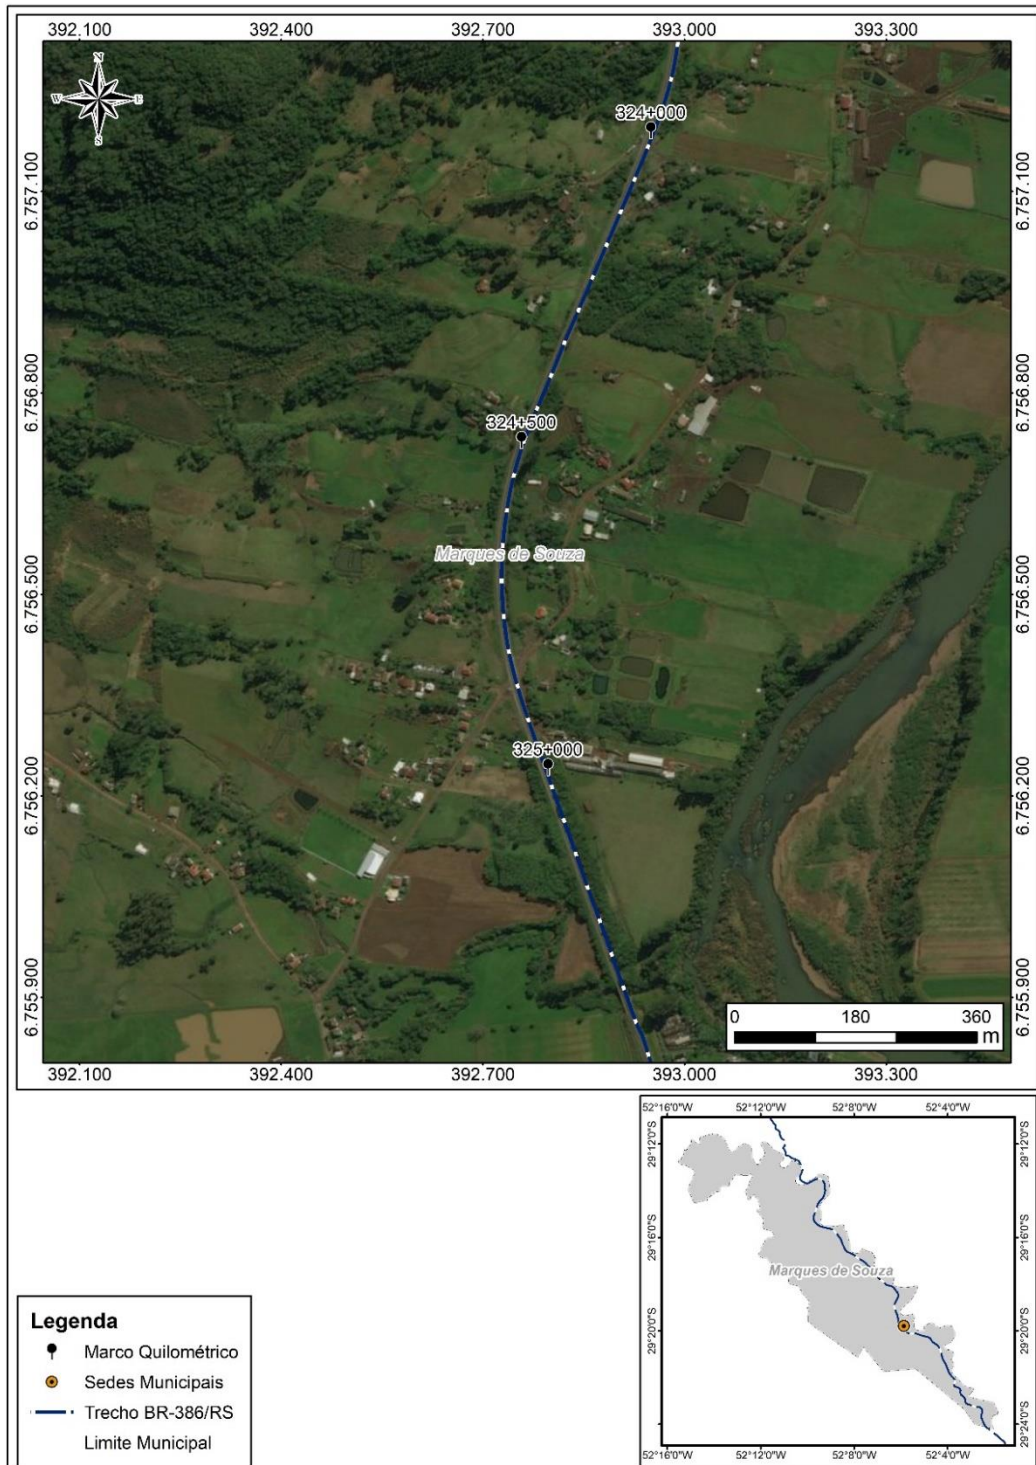 392.100 392.400 392.700 393.000 393.300
N
W E
S
324+000
6.757.100 6.757.100
6.756.800 6.756.800
324+500
Marques de Souza
6.756.500 6.756.500
325+000
6.756.200 6.756.200
6.755.900 6.755.900
0 180 360
m
392.100 392.400 392.700 393.000 393.300
52°16'0"W 52°12'0"W 52°8'0"W 52°4'0"W
29°12'0"S 29°12'0"S
29°16'0"S 29°16'0"S
Marques de Souza
29°20'0"S 29°20'0"S
29°24'0"S 29°24'0"S
52°16'0"W 52°12'0"W 52°8'0"W 52°4'0"W
Legenda
Marco Quilométrico
Sedes Municipais
Trecho BR-386/RS
Limite Municipal